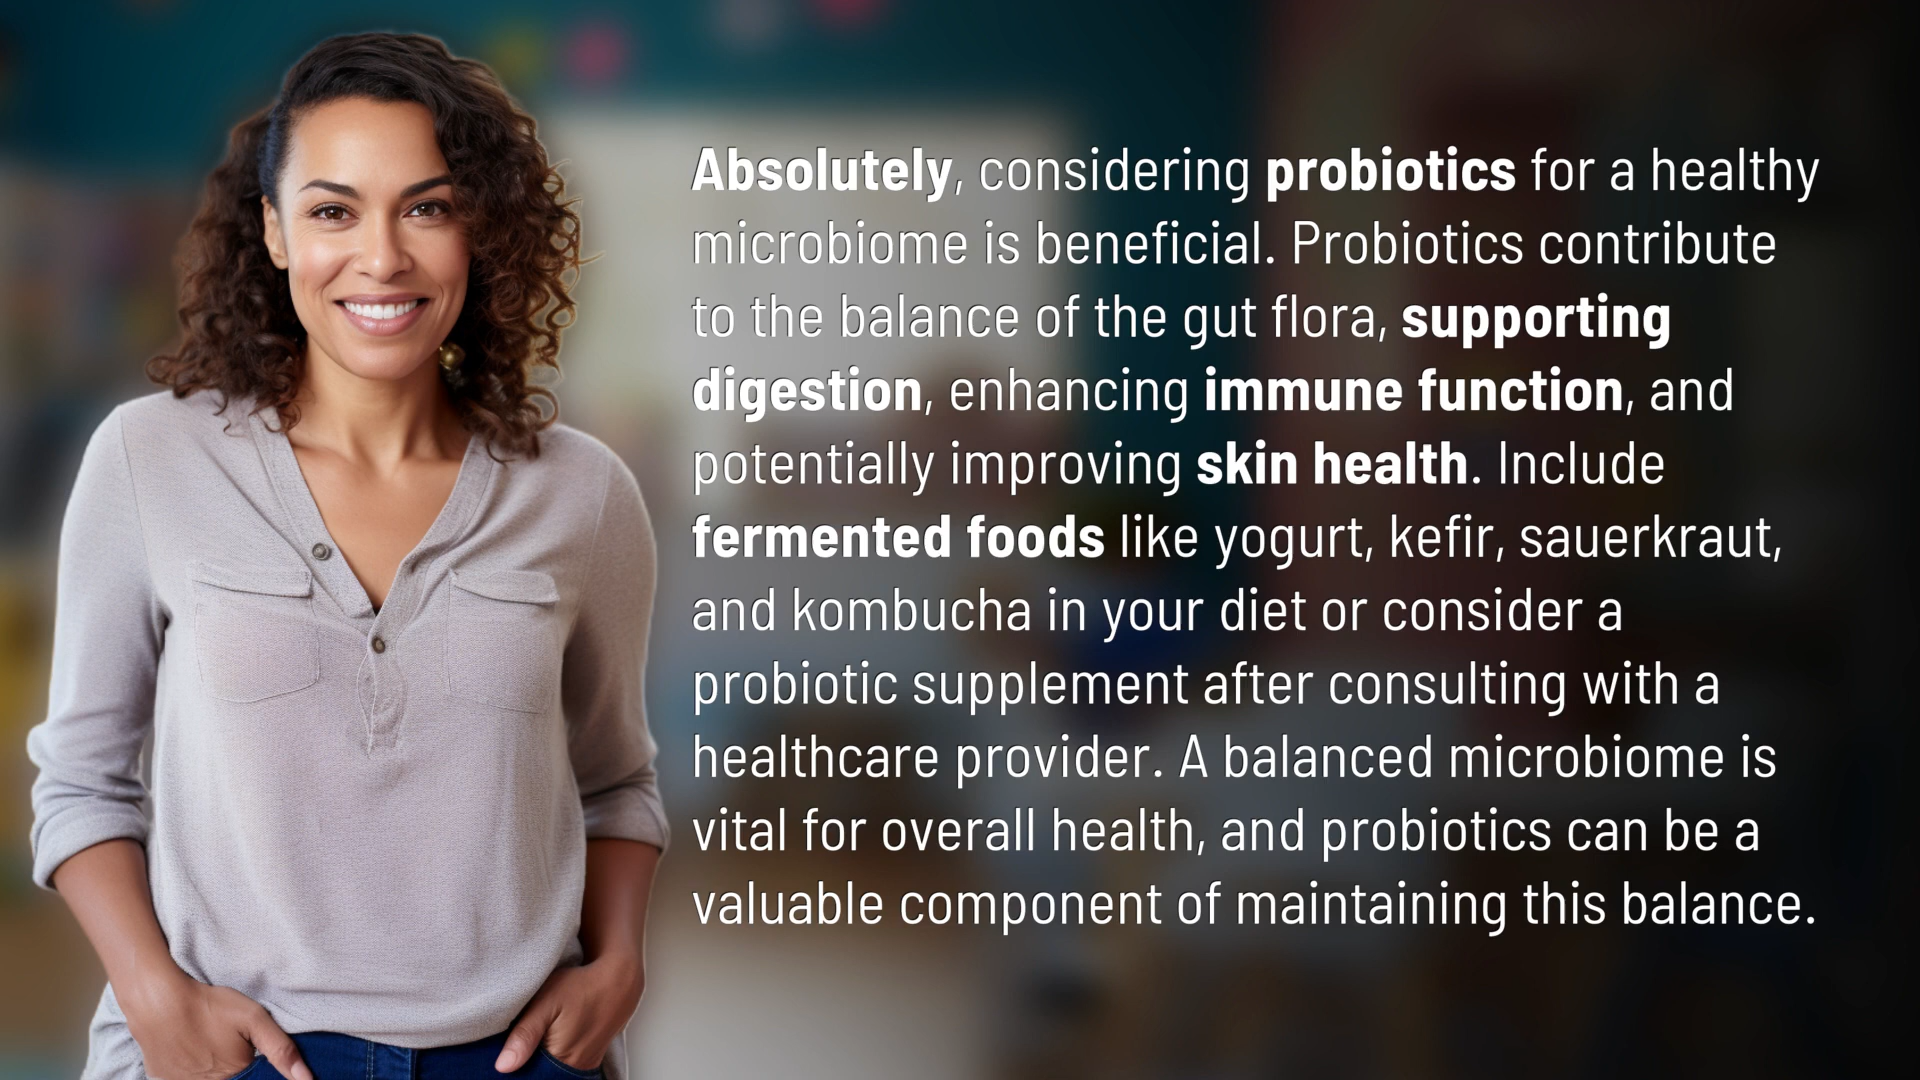 Absolutely, considering probiotics for a healthy
microbiome is beneficial. Probiotics contribute
to the balance of the gut flora, supporting
digestion, enhancing immune function, and
potentially improving skin health. Include
fermented foods like yogurt, kefir, sauerkraut,
and kombucha in your diet or consider a
probiotic supplement after consulting with a
healthcare provider. A balanced microbiome is
vital for overall health, and probiotics can be a
valuable component of maintaining this balance.